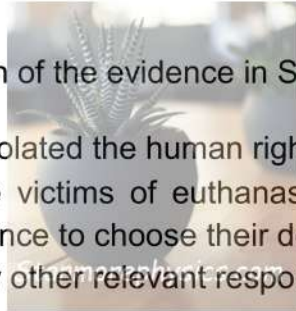 n of the evidence in S
olated the human righ
victims of euthanas
nce to choose their d
other relevant respo